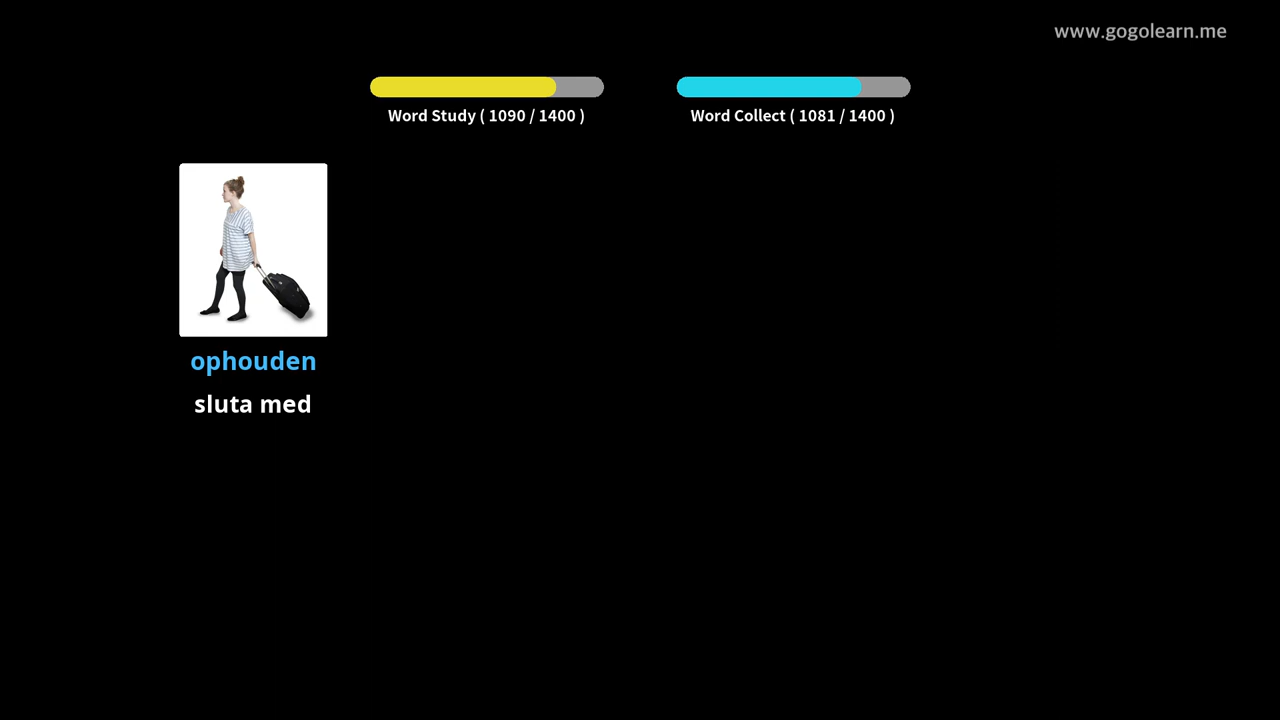 www.gogolearn.me
Word Study ( 1090 / 1400 )
Word Collect ( 1081 / 1400 )
ophouden
sluta med